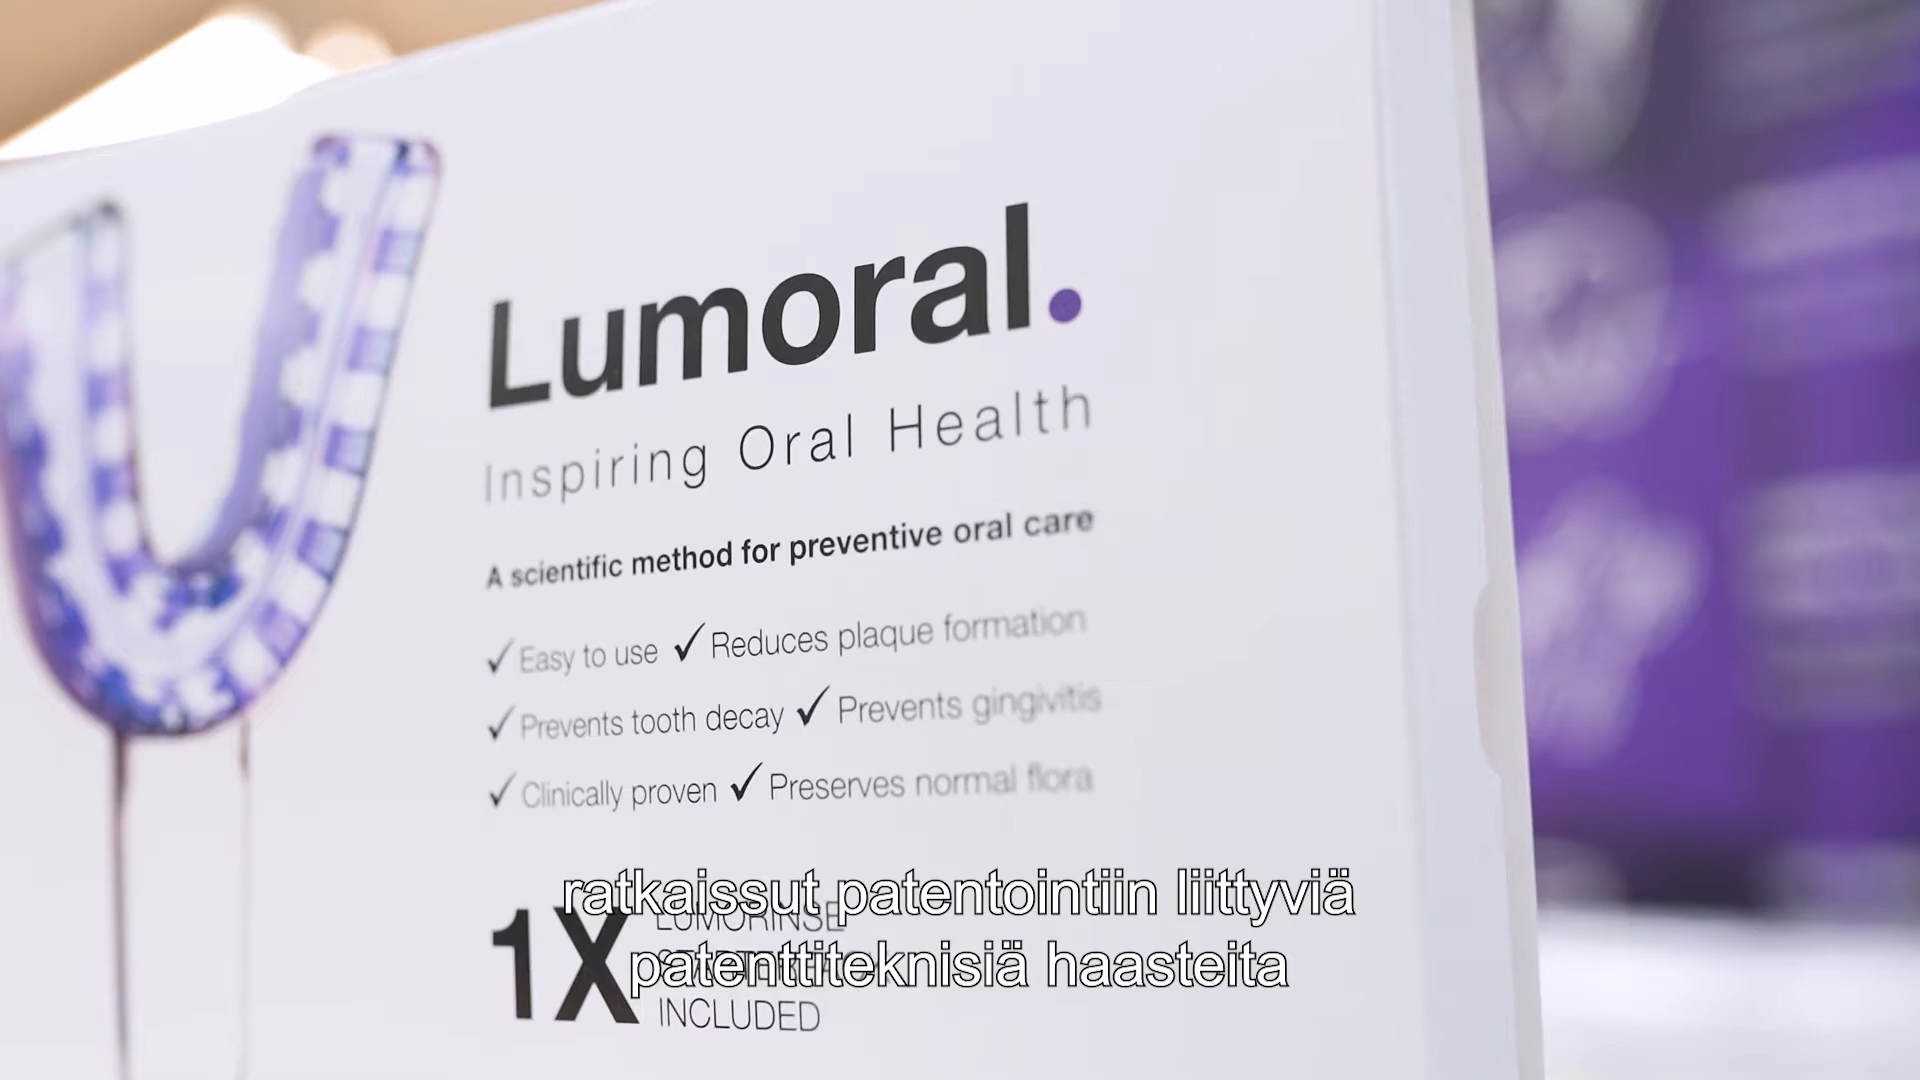 Lumoral.
Inspiring Oral Health
A scientific method for preventive oral care
✓ Easy to use ✓ Reduces plaque formation
✓ Prevents tooth decay ✓ Prevents gingivitis
✓ Clinically proven ✓ Preserves normal flora
1X LUMORINSE
INCLUDED
ratkaissut patentointiin liittyviä
patenttiteknisiä haasteita